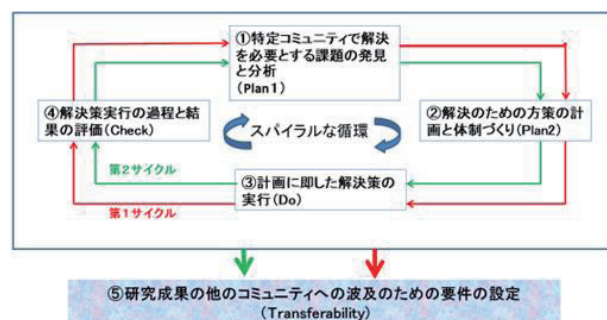 ①特定コミュニティで解決
を必要とする課題の発見
と分析
(Plan1)
④解決策実行の過程と結
果の評価(Check)
スパイラルな循環
②解決のための方策の計
画と体制づくり(Plan2)
第2サイクル
③計画に即した解決策の
実行(Do)
第1サイクル
⑤研究成果の他のコミュニティへの波及のための要件の設定
(Transferability)